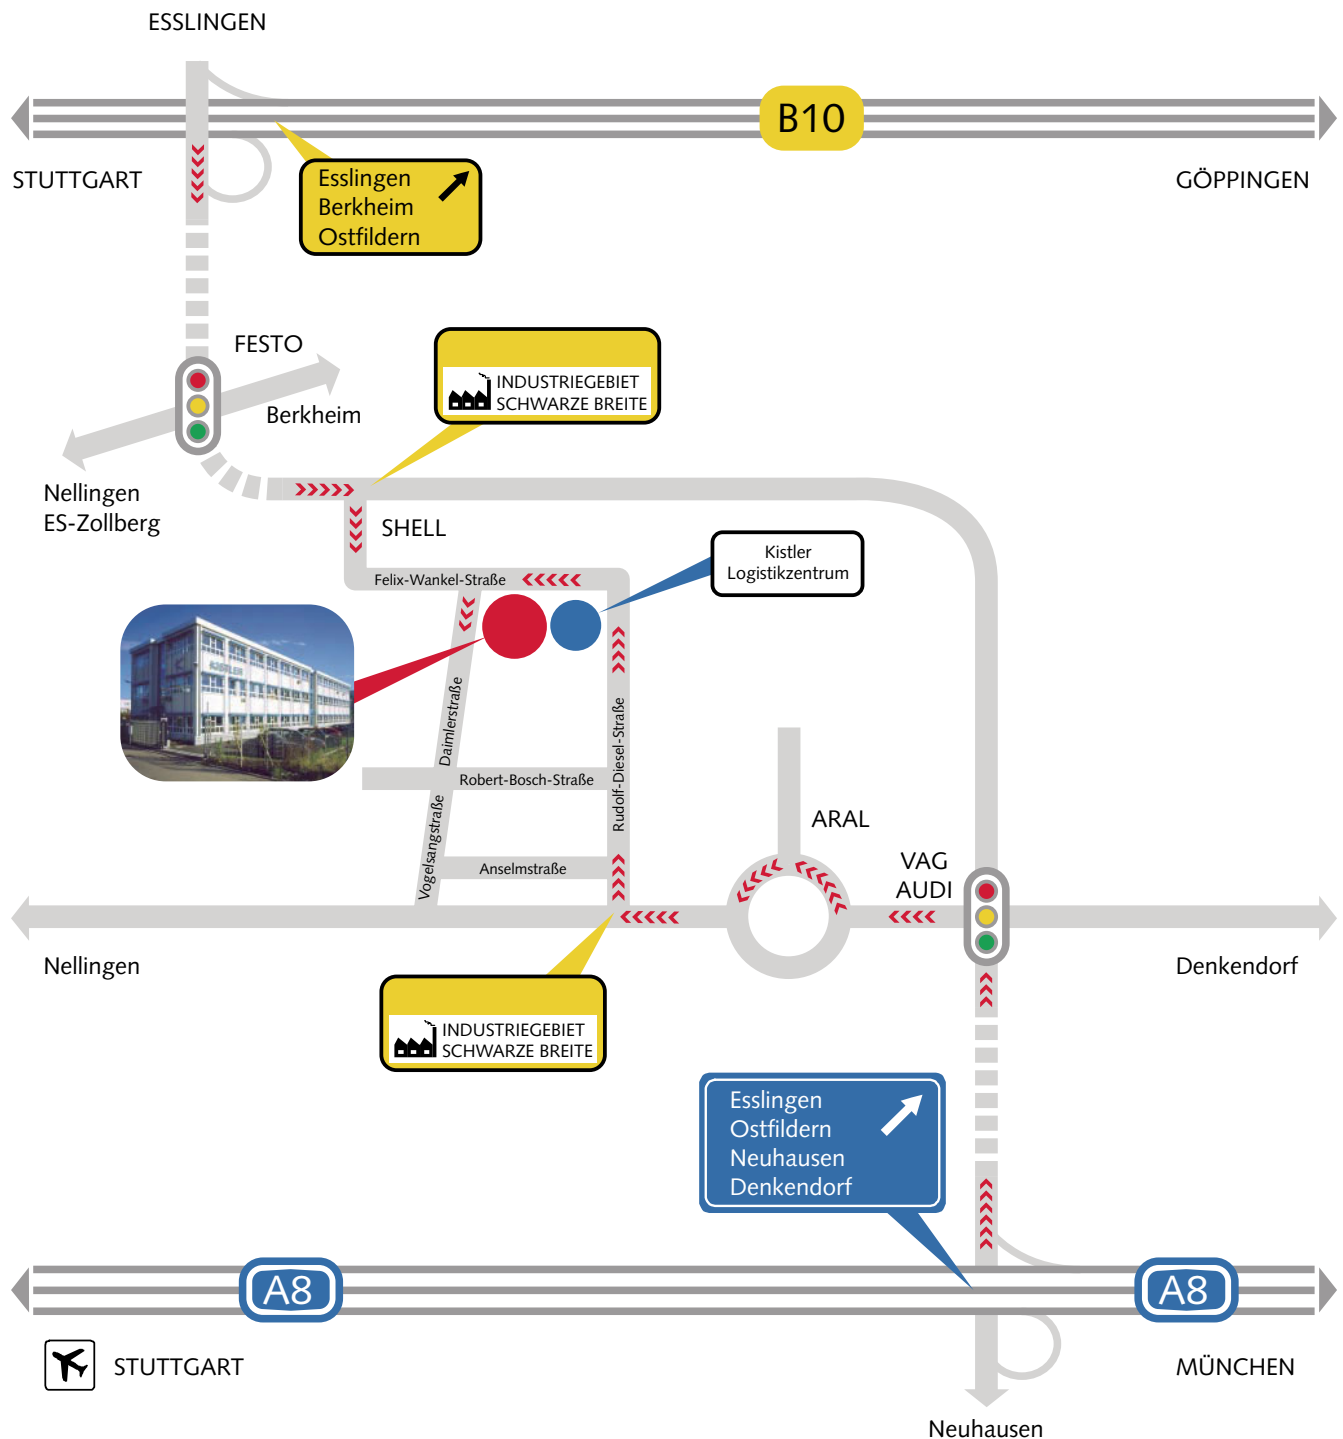 ESSLINGEN
B10
STUTTGART
GÖPPINGEN
Esslingen
Berkheim
Ostfildern
FESTO
Berkheim
INDUSTRIEGEBIET
SCHWARZE BREITE
Nellingen
ES-Zollberg
SHELL
Kistler
Logistikzentrum
Felix-Wankel-Straße
KISTLER
Daimlerstraße
Rudolf-Diesel-Straße
Robert-Bosch-Straße
Vogelsangstraße
Anselmstraße
ARAL
VAG
AUDI
Nellingen
Denkendorf
INDUSTRIEGEBIET
SCHWARZE BREITE
Esslingen
Ostfildern
Neuhausen
Denkendorf
A8
A8
STUTTGART
MÜNCHEN
Neuhausen